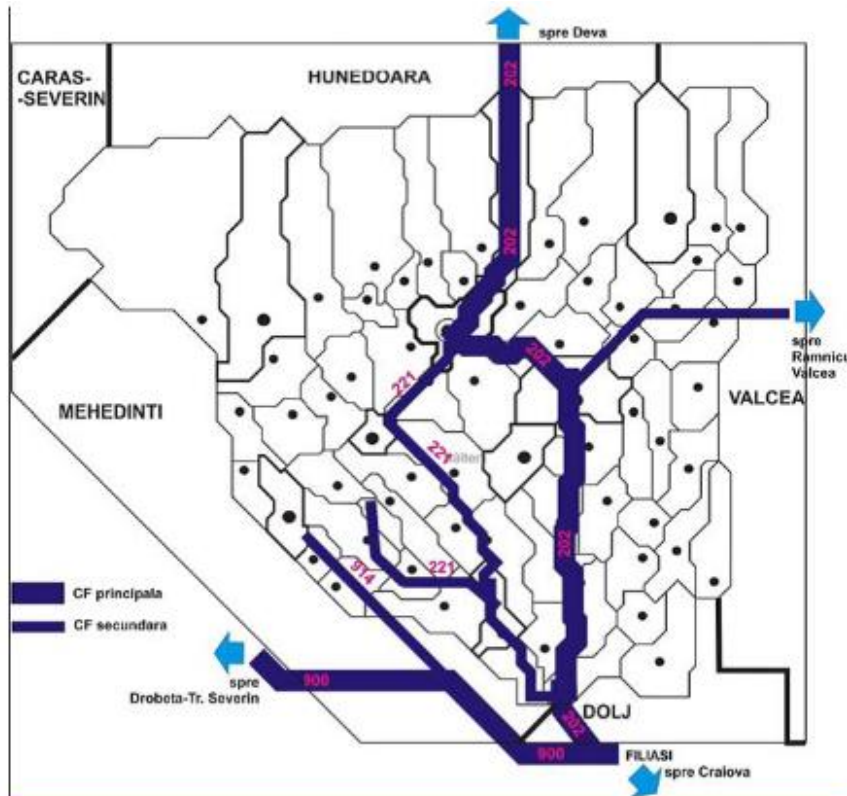 spre Deva
CARAS-
-SEVERIN
HUNEDOARA
202
202
spre
Ramnicu
Valcea
202
221
VALCEA
MEHEDINTI
221
202
914
221
CF principala
CF secundara
900
spre
Drobeta-Tr. Severin
DOLJ
202
900
FILIASI
spre Craiova